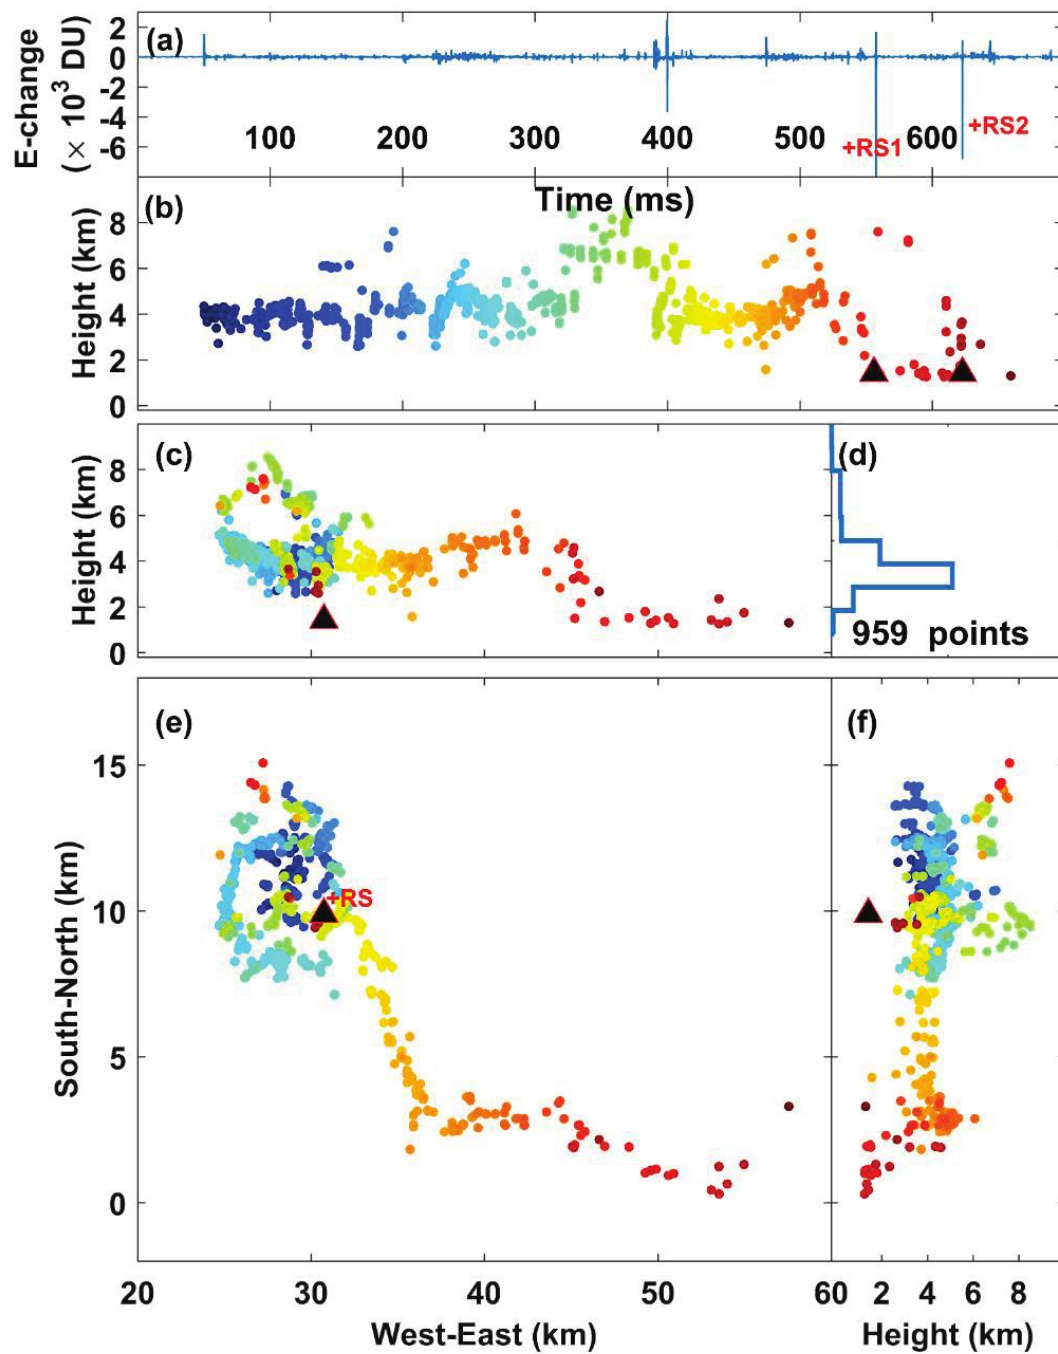 E-change
(× 10³ DU)
2
0
-2
-4
-6
(a)
100
200
300
400
500
600
+RS1
+RS2
Time (ms)
Height (km)
8
6
4
2
0
(b)
Height (km)
8
6
4
2
0
(c)
(d)
959 points
South-North (km)
15
10
5
0
(e)
+RS
(f)
20
30
40
50
60
2
4
6
8
West-East (km)
Height (km)